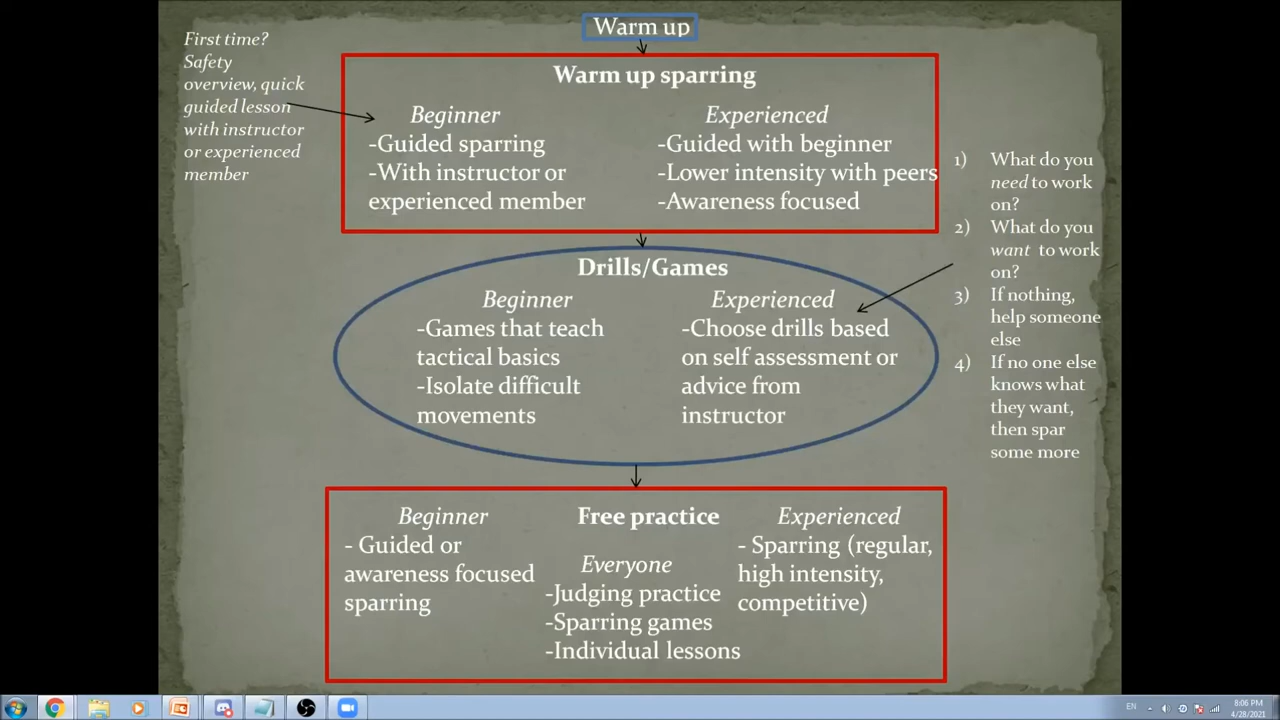 Warm up
First time?
Safety
overview, quick
guided lesson
with instructor
or experienced
member
Warm up sparring
Beginner
-Guided sparring
-With instructor or
experienced member
Experienced
-Guided with beginner
-Lower intensity with peers
-Awareness focused
1) What do you
need to work
on?
2) What do you
want to work
on?
3) If nothing,
help someone
else
4) If no one else
knows what
they want,
then spar
some more
Drills/Games
Beginner
-Games that teach
tactical basics
-Isolate difficult
movements
Experienced
-Choose drills based
on self assessment or
advice from
instructor
Free practice
Beginner
- Guided or
awareness focused
sparring
Everyone
-Judging practice
-Sparring games
-Individual lessons
Experienced
- Sparring (regular,
high intensity,
competitive)
EN
8:06 PM
4/28/2021